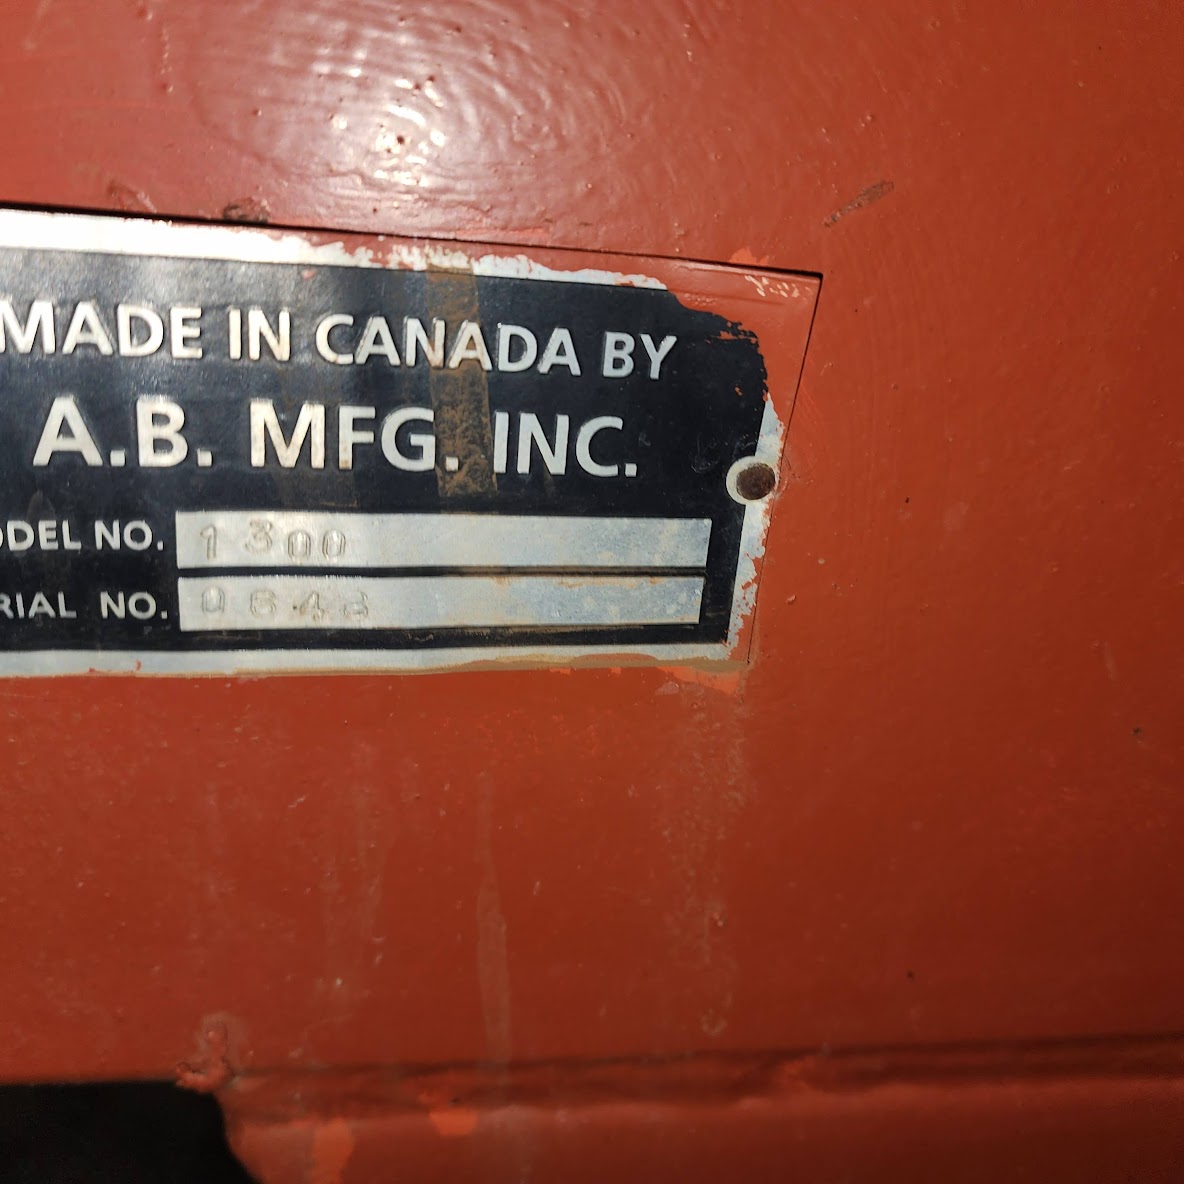 MADE IN CANADA BY
A.B. MFG. INC.
ODEL NO. 1300
RIAL NO.